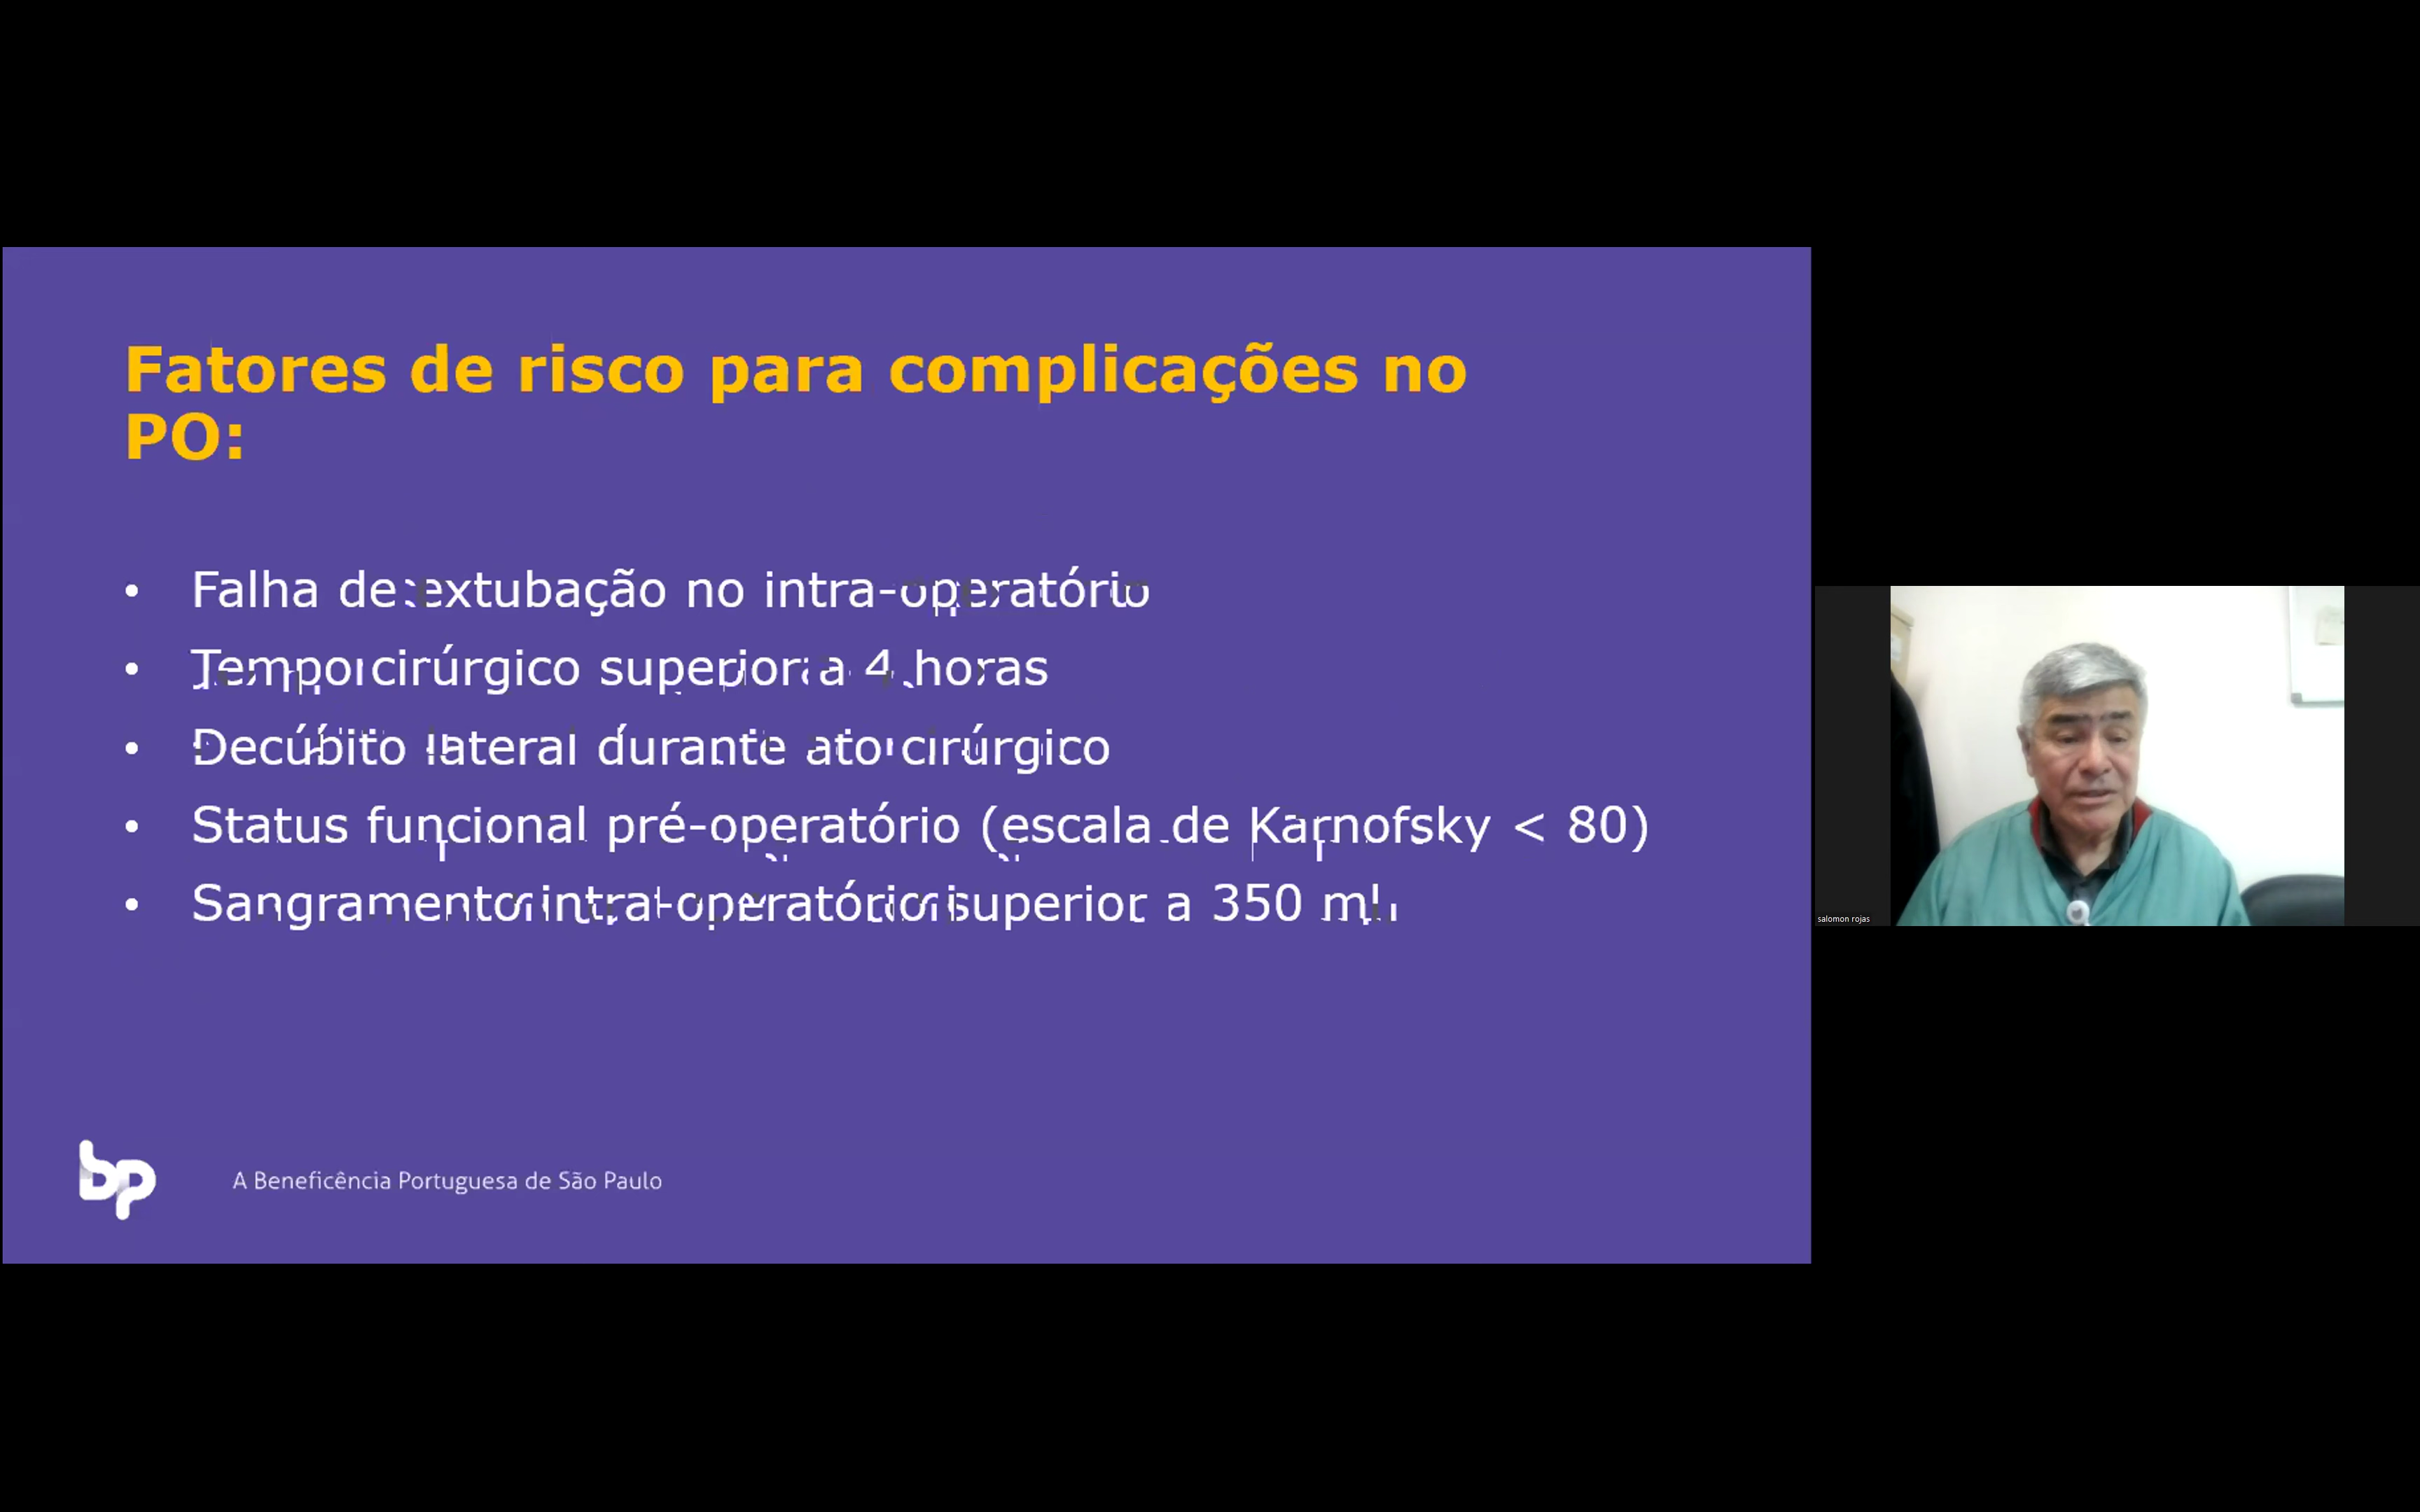 Fatores de risco para complicações no
PO:
• Falha de extubação no intra-operatório
• Tempo cirúrgico superior a 4 horas
• Decúbito lateral durante ato cirúrgico
• Status funcional pré-operatório (escala de Karnofsky < 80)
• Sangramento intra-operatório superior a 350 ml
bp
A Beneficência Portuguesa de São Paulo
salomon rojas